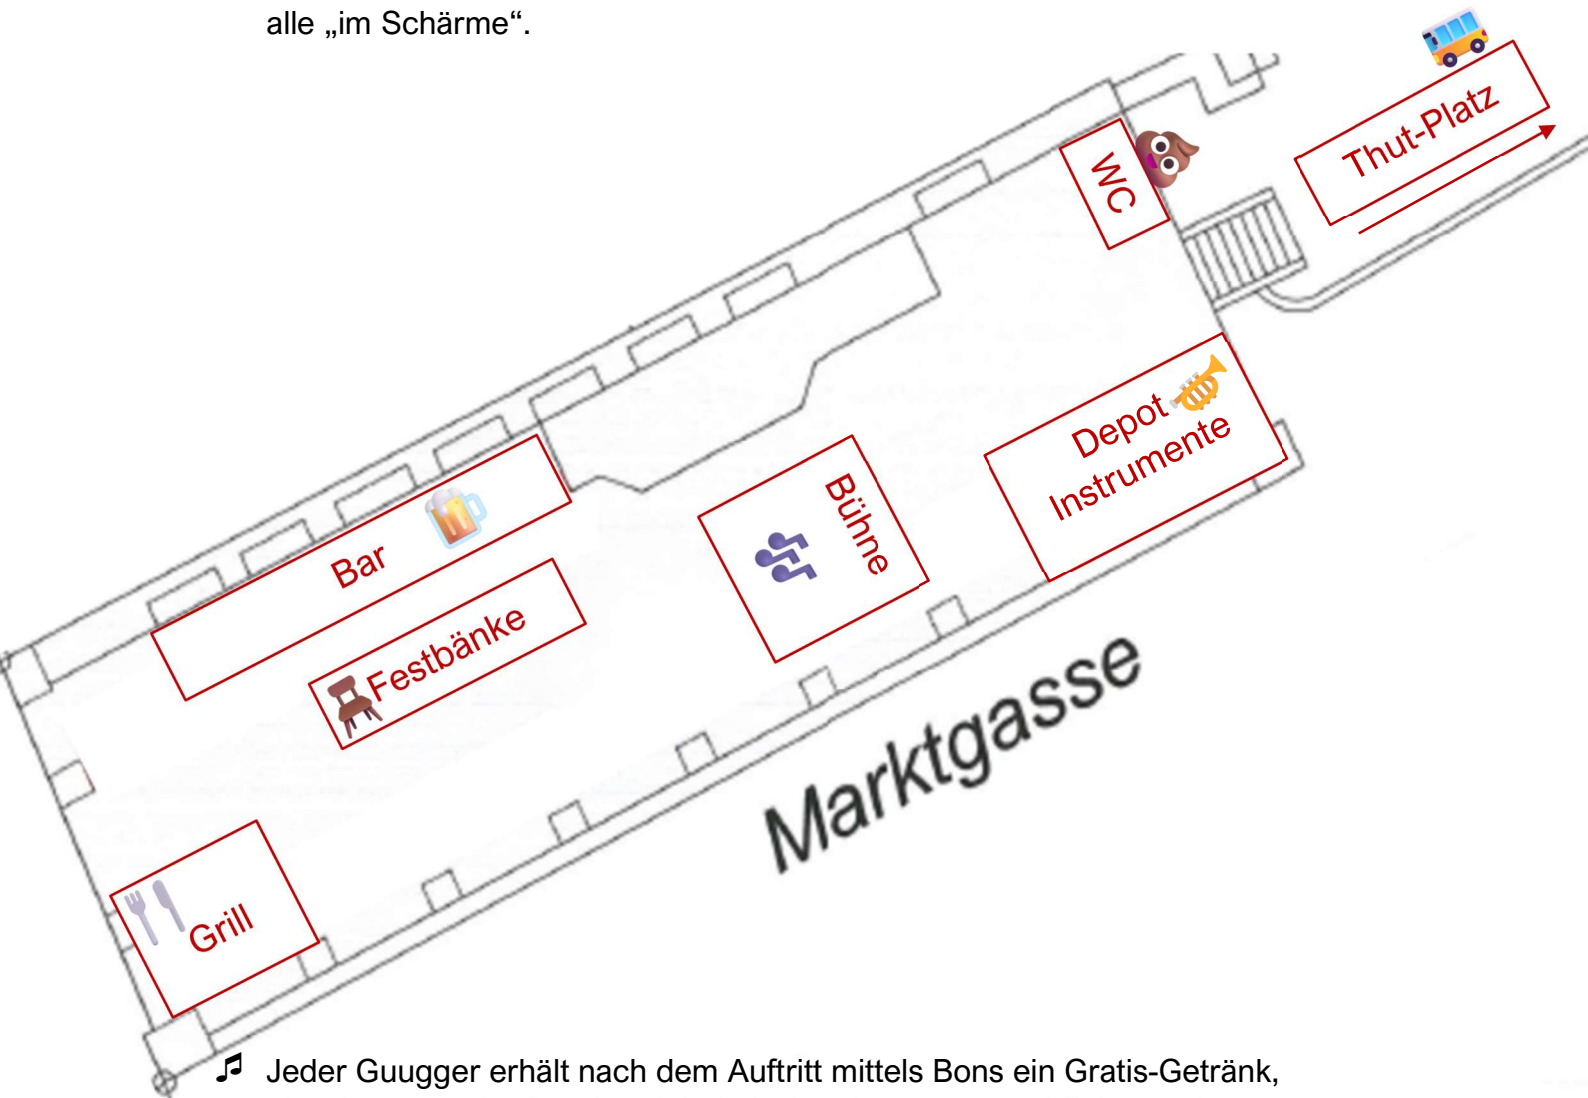 alle „im Schärme“.
Thut-Platz
WC
Depot
Instrumente
Bühne
Bar
Festbänke
Marktgasse
Grill
Jeder Guugger erhält nach dem Auftritt mittels Bons ein Gratis-Getränk,